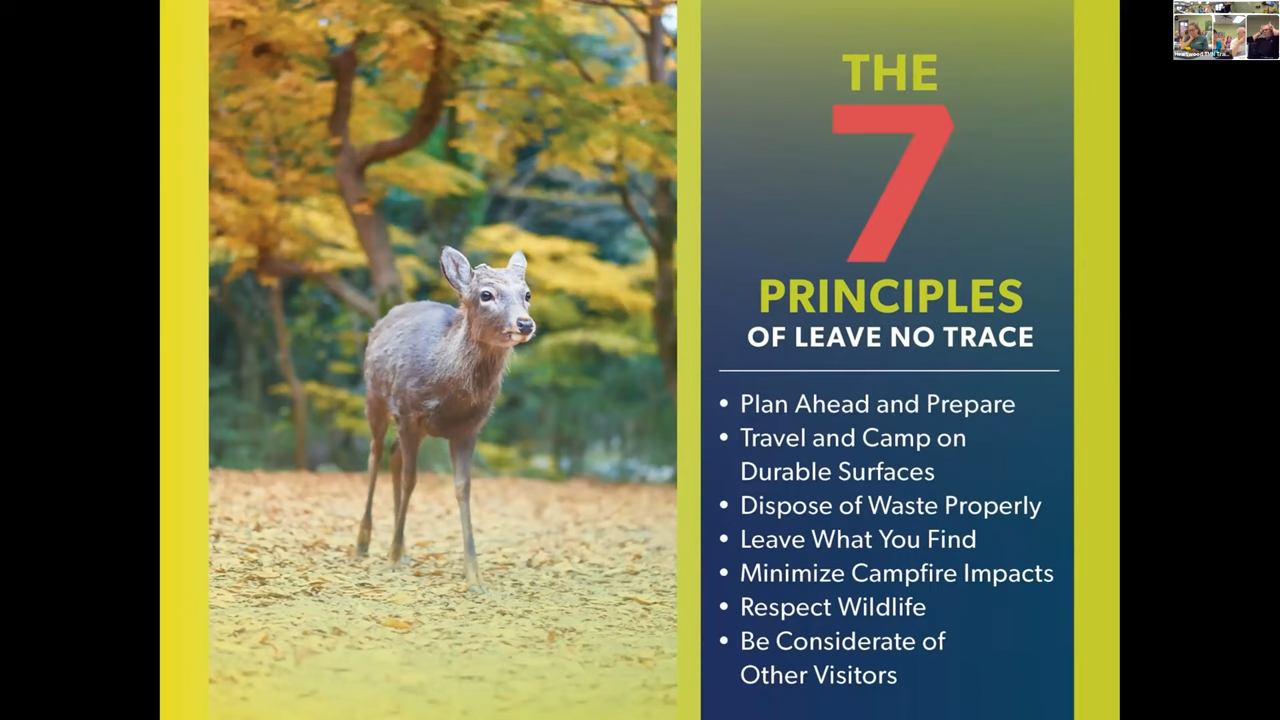 THE
7
PRINCIPLES
OF LEAVE NO TRACE
• Plan Ahead and Prepare
• Travel and Camp on
Durable Surfaces
• Dispose of Waste Properly
• Leave What You Find
• Minimize Campfire Impacts
• Respect Wildlife
• Be Considerate of
Other Visitors